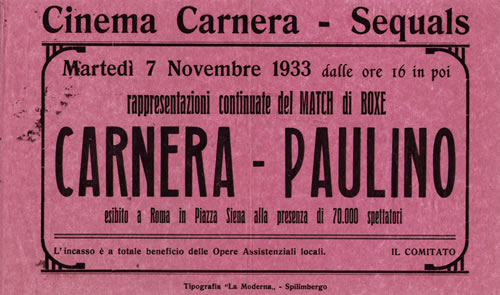 Cinema Carnera - Sequals
Martedì 7 Novembre 1933 dalle ore 16 in poi
rappresentazioni continuate del MATCH di BOXE
CARNERA - PAULINO
esibito a Roma in Piazza Siena alla presenza di 70.000 spettatori
L'incasso è a totale beneficio delle Opere Assistenziali locali. IL COMITATO
Tipografia "La Moderna„ - Spilimbergo